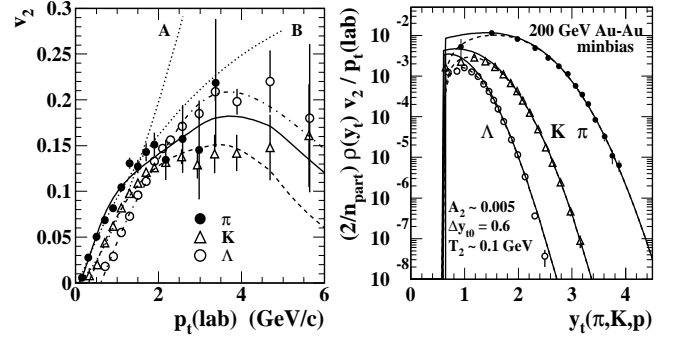 v2
0.3
0.25
0.2
0.15
0.1
0.05
0
A
B
π
K
Λ
0 2 4 6
pt(lab) (GeV/c)
(2/npart) ρ(yt) v2 / pt(lab)
10-2
10-3
10-4
10-5
10-6
10-7
10-8
200 GeV Au-Au
minbias
Λ K π
A2 ~ 0.005
Δyt0 = 0.6
T2 ~ 0.1 GeV
0 1 2 3 4
yt(π,K,p)